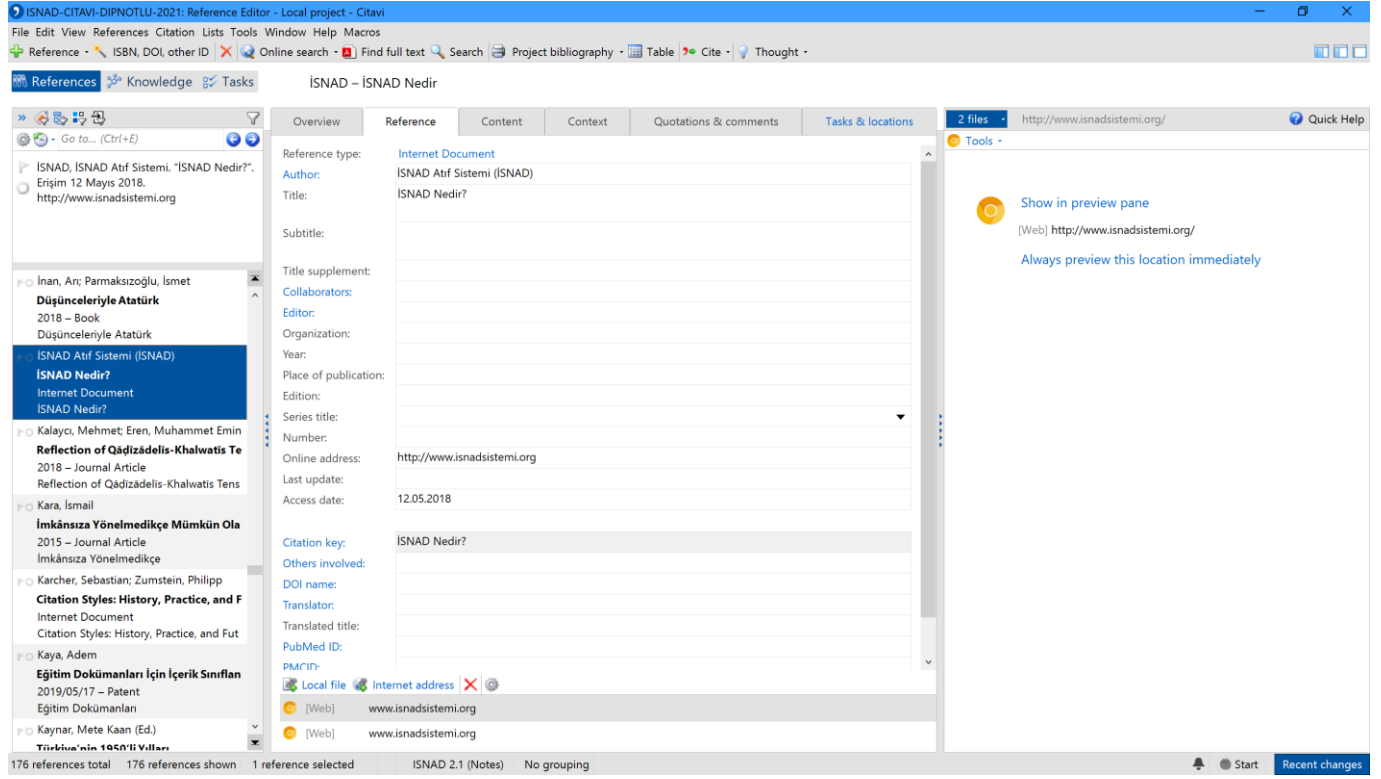 ISNAD-CITAVI-DIPNOTLU-2021: Reference Editor - Local project - Citavi
File Edit View References Citation Lists Tools Window Help Macros
Reference ISBN, DOI, other ID Online search Find full text Search Project bibliography Table Cite Thought
References Knowledge Tasks
İSNAD – İSNAD Nedir
Go to... (Ctrl+E)
İSNAD, İSNAD Atıf Sistemi. “İSNAD Nedir?”.
Erişim 12 Mayıs 2018.
http://www.isnadsistemi.org
İnan, Arı; Parmaksızoğlu, İsmet
Düşünceleriyle Atatürk
2018 – Book
Düşünceleriyle Atatürk
İSNAD Atıf Sistemi (İSNAD)
İSNAD Nedir?
Internet Document
İSNAD Nedir?
Kalaycı, Mehmet; Eren, Muhammet Emin
Reflection of Qāḍīzādelis-Khalwatīs Te
2018 – Journal Article
Reflection of Qāḍīzādelis-Khalwatīs Tens
Kara, İsmail
İmkânsıza Yönelmedikçe Mümkün Ola
2015 – Journal Article
İmkânsıza Yönelmedikçe
Karcher, Sebastian; Zumstein, Philipp
Citation Styles: History, Practice, and F
Internet Document
Citation Styles: History, Practice, and Fut
Kaya, Adem
Eğitim Dokümanları İçin İçerik Sınıflan
2019/05/17 – Patent
Eğitim Dokümanları
Kaynar, Mete Kaan (Ed.)
Türkiye’nin 1950’li Yılları
Overview Reference Content Context Quotations & comments Tasks & locations
Reference type: Internet Document
Author: İSNAD Atıf Sistemi (İSNAD)
Title: İSNAD Nedir?
Subtitle:
Title supplement:
Collaborators:
Editor:
Organization:
Year:
Place of publication:
Edition:
Series title:
Number:
Online address: http://www.isnadsistemi.org
Last update:
Access date: 12.05.2018
Citation key: İSNAD Nedir?
Others involved:
DOI name:
Translator:
Translated title:
PubMed ID:
PMCID:
Local file Internet address
[Web] www.isnadsistemi.org
[Web] www.isnadsistemi.org
2 files http://www.isnadsistemi.org/ Quick Help
Tools
Show in preview pane
[Web] http://www.isnadsistemi.org/
Always preview this location immediately
176 references total 176 references shown 1 reference selected ISNAD 2.1 (Notes) No grouping Start Recent changes